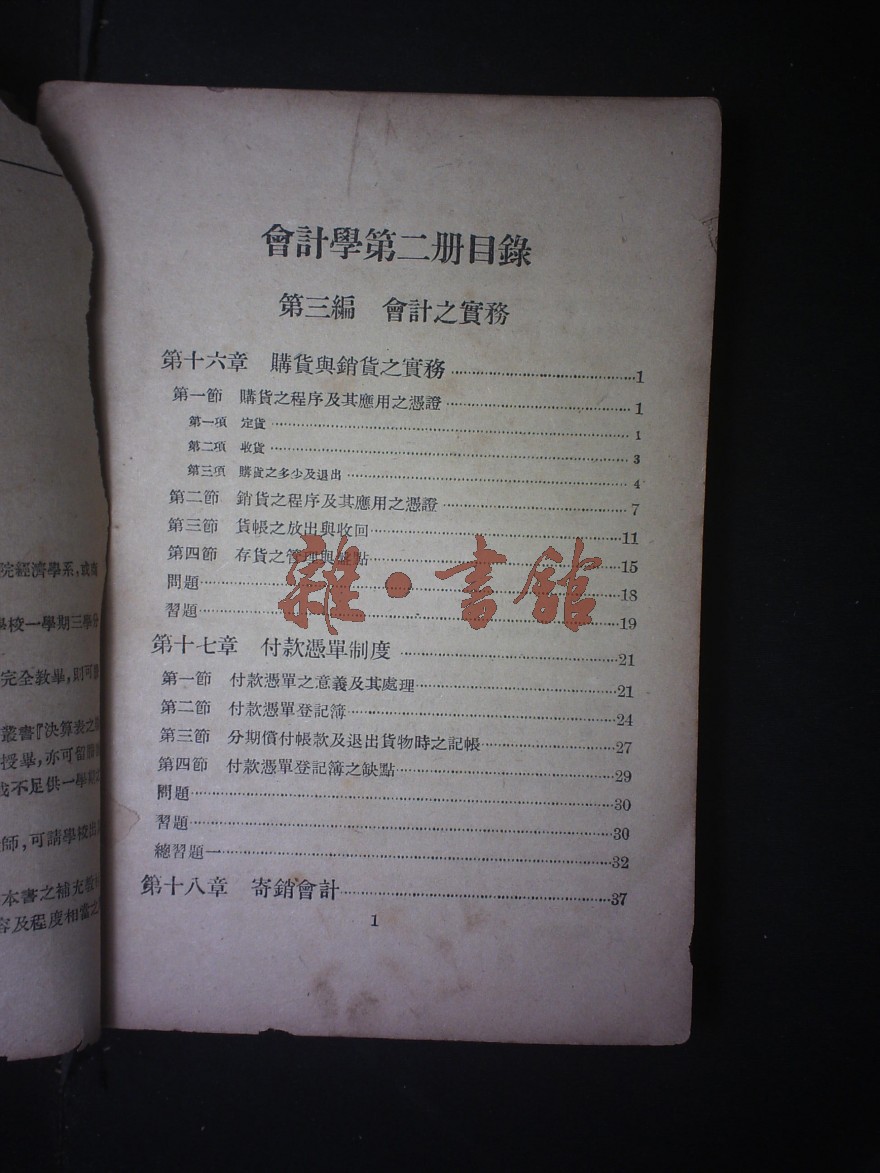 會計學第二册目錄
第三編 會計之實務
第十六章 購貨與銷貨之實務……1
第一節 購貨之程序及其應用之憑證……1
第一項 定貨……1
第二項 收貨……3
第三項 購貨之多少及退出……4
第二節 銷貨之程序及其應用之憑證……7
第三節 貨帳之放出與收回……11
第四節 存貨之管理與盤點……15
問題……18
習題……19
第十七章 付款憑單制度……21
第一節 付款憑單之意義及其處理……21
第二節 付款憑單登記簿……24
第三節 分期償付帳款及退出貨物時之記帳……27
第四節 付款憑單登記簿之缺點……29
問題……30
習題……30
總習題一……32
第十八章 寄銷會計……37
1
雜·書館
院經濟學系,或商
學校一學期三學分
完全教畢,則可
叢書『決算表之
授畢,亦可留
不足供一學期
師,可請學校出
本書之補充教
容及程度相當之